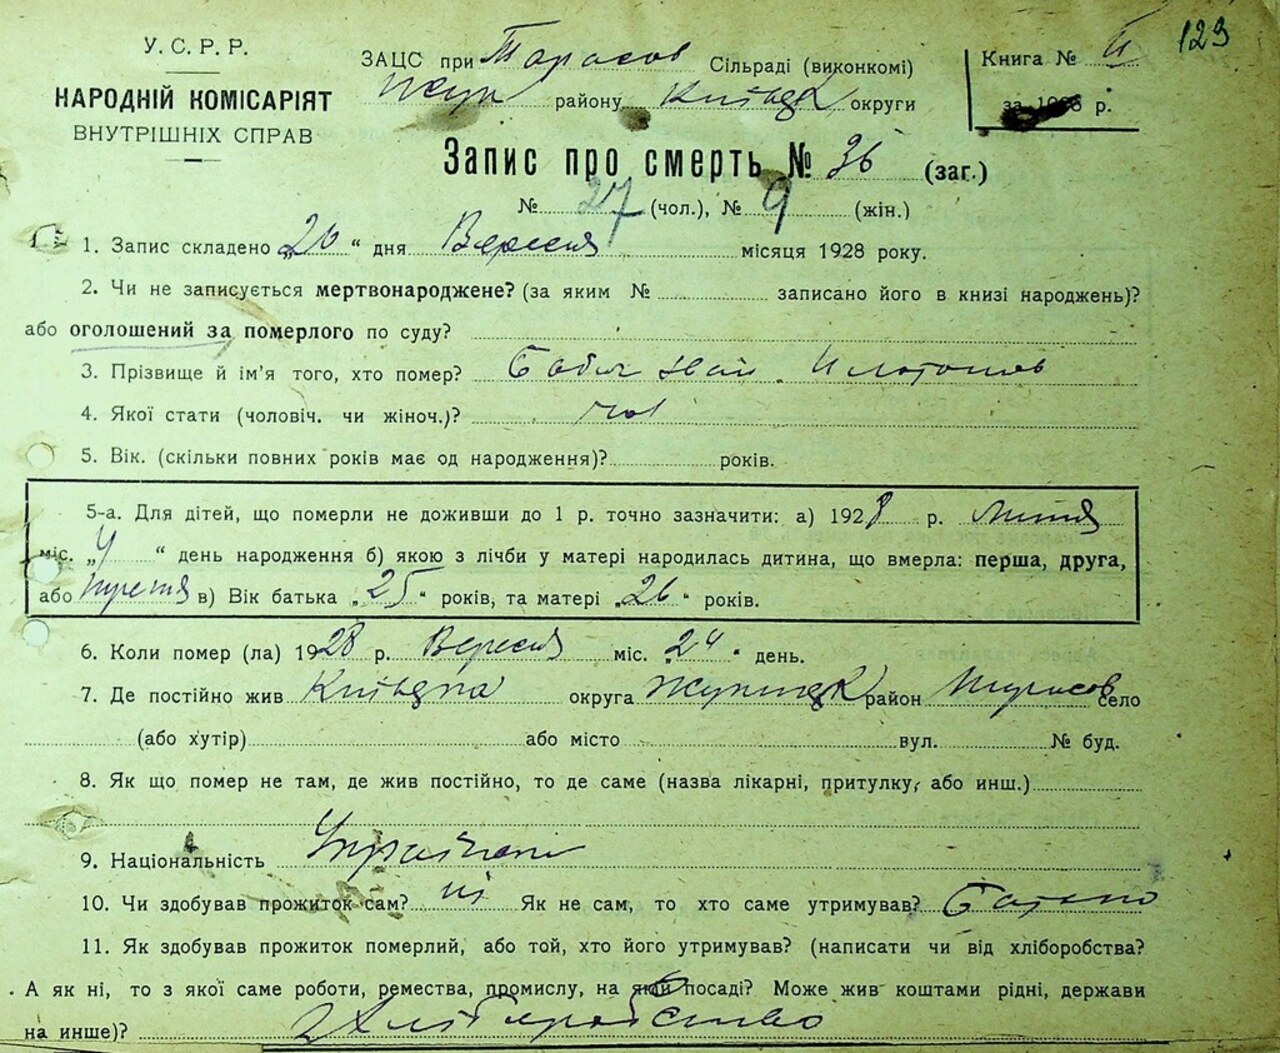 У. С. Р. Р.
НАРОДНІЙ КОМІСАРІЯТ
ВНУТРІШНІХ СПРАВ
ЗАЦС при Тарасов Сільраді (виконкомі)
району округи
Книга № II 123
за 1928 р.
Запис про смерть № 36 (заг.)
№ 27 (чол.), № 9 (жін.)
1. Запис складено „26“ дня Вересня місяця 1928 року.
2. Чи не записується мертвонароджене? (за яким № записано його в книзі народжень)?
або оголошений за померлого по суду?
3. Прізвище й ім'я того, хто помер? Бабич Іван
4. Якої стати (чоловіч. чи жіноч.)? чол
5. Вік. (скільки повних років має од народження)? років.
5-а. Для дітей, що померли не доживши до 1 р. точно зазначити: а) 1928 р. Липня
міс. „4“ день народження б) якою з лічби у матері народилась дитина, що вмерла: перша, друга,
або третя в) Вік батька „25“ років, та матері „26“ років.
6. Коли помер (ла) 1928 р. Вересня міс. „24“ день.
7. Де постійно жив округа район Тарасов село
(або хутір) або місто вул. № буд.
8. Як що помер не там, де жив постійно, то де саме (назва лікарні, притулку, або инш.)
9. Національність
10. Чи здобував прожиток сам? ні Як не сам, то хто саме утримував? Батько
11. Як здобував прожиток померлий, або той, хто його утримував? (написати чи від хліборобства?
А як ні, то з якої саме роботи, ремества, промислу, на якій посаді? Може жив коштами рідні, держави
на инше)? Хліборобство